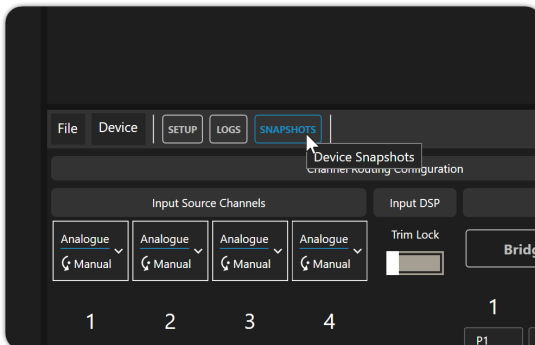 File Device SETUP LOGS SNAPSHOTS
Device Snapshots
Channel Routing Configuration
Input Source Channels Input DSP
Analogue Analogue Analogue Analogue Trim Lock
Manual Manual Manual Manual
1 2 3 4 1
P1